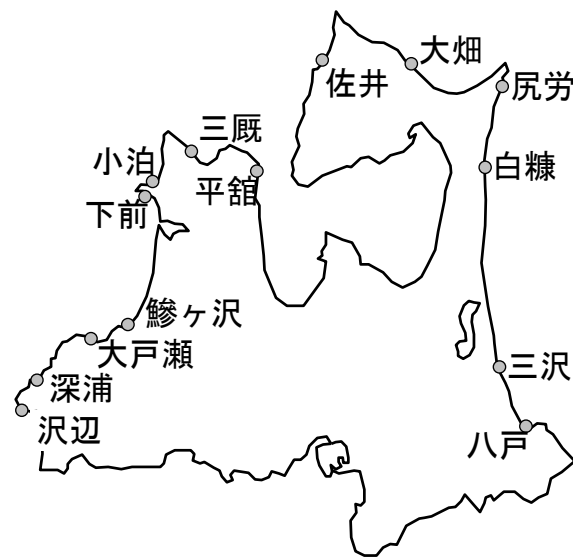 大畑
佐井
尻労
三厩
小泊
平舘
白糠
下前
鰺ヶ沢
大戸瀬
三沢
深浦
沢辺
八戸